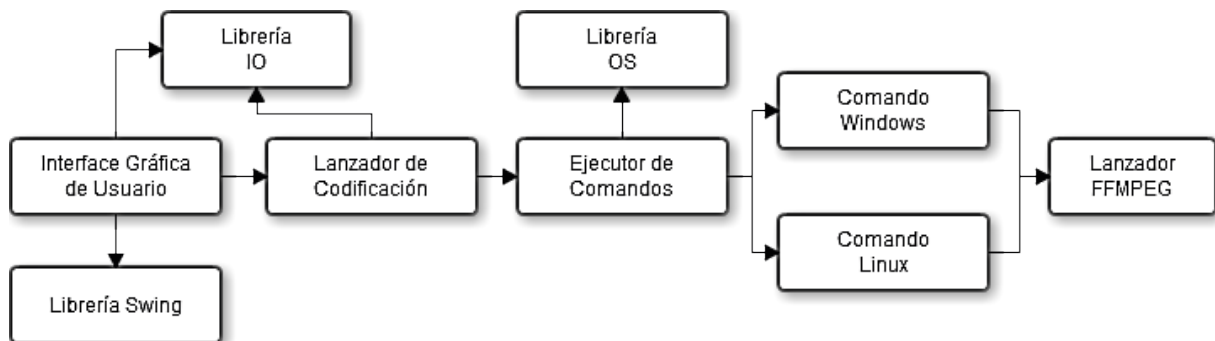 Librería
IO
Librería
OS
Comando
Windows
Interface Gráfica
de Usuario
Lanzador de
Codificación
Ejecutor de
Comandos
Lanzador
FFMPEG
Comando
Linux
Librería Swing